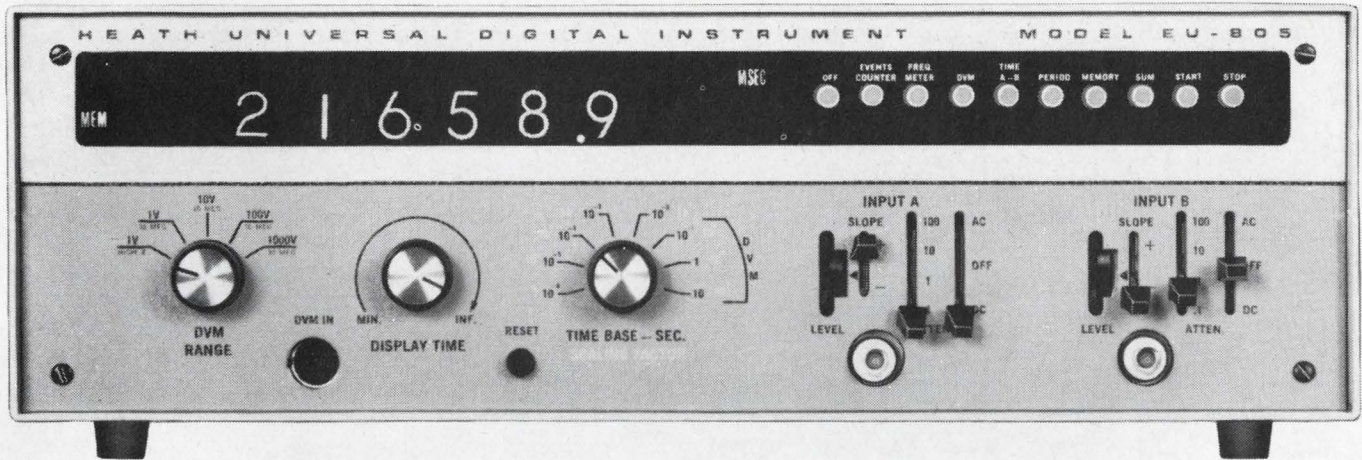 HEATH UNIVERSAL DIGITAL INSTRUMENT MODEL EU-805
MEM
2 1 6 5 8 .9
MSEC
OFF
EVENTS
COUNTER
FREQ.
METER
DVM
TIME
A-B
PERIOD
MEMORY
SUM
START
STOP
1V
1V
10V
100V
1000V
DVM
RANGE
DVM IN
MIN.
INF.
DISPLAY TIME
RESET
1
10
D
V
M
TIME BASE – SEC.
INPUT A
SLOPE
–
LEVEL
100
10
.1
AC
OFF
DC
INPUT B
SLOPE
+
LEVEL
100
10
.1
ATTEN.
AC
DC